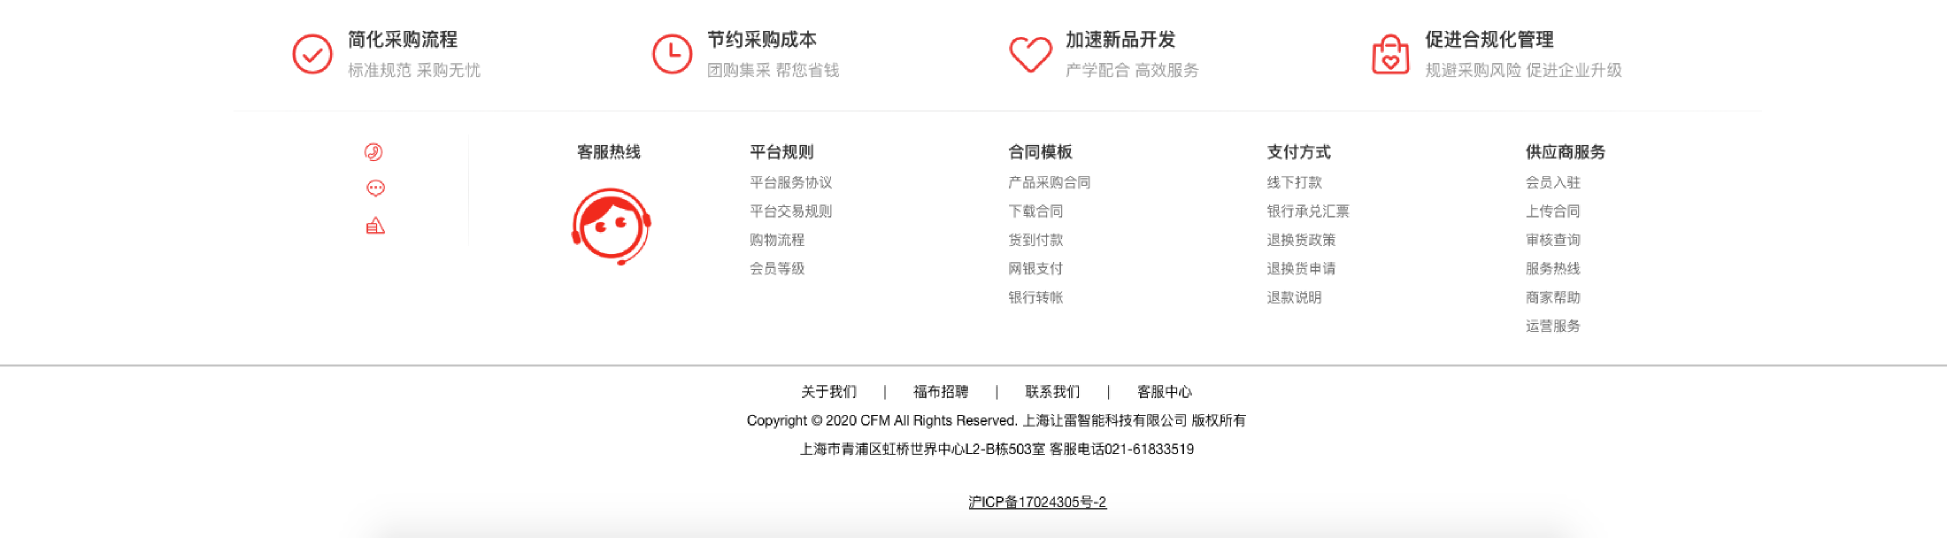 简化采购流程
标准规范 采购无忧
节约采购成本
团购集采 帮您省钱
加速新品开发
产学配合 高效服务
促进合规化管理
规避采购风险 促进企业升级
客服热线
平台规则
平台服务协议
平台交易规则
购物流程
会员等级
合同模板
产品采购合同
下载合同
货到付款
网银支付
银行转帐
支付方式
线下打款
银行承兑汇票
退换货政策
退换货申请
退款说明
供应商服务
会员入驻
上传合同
审核查询
服务热线
商家帮助
运营服务
关于我们 | 福布招聘 | 联系我们 | 客服中心
Copyright © 2020 CFM All Rights Reserved. 上海让雷智能科技有限公司 版权所有
上海市青浦区虹桥世界中心L2-B栋503室 客服电话021-61833519
沪ICP备17024305号-2